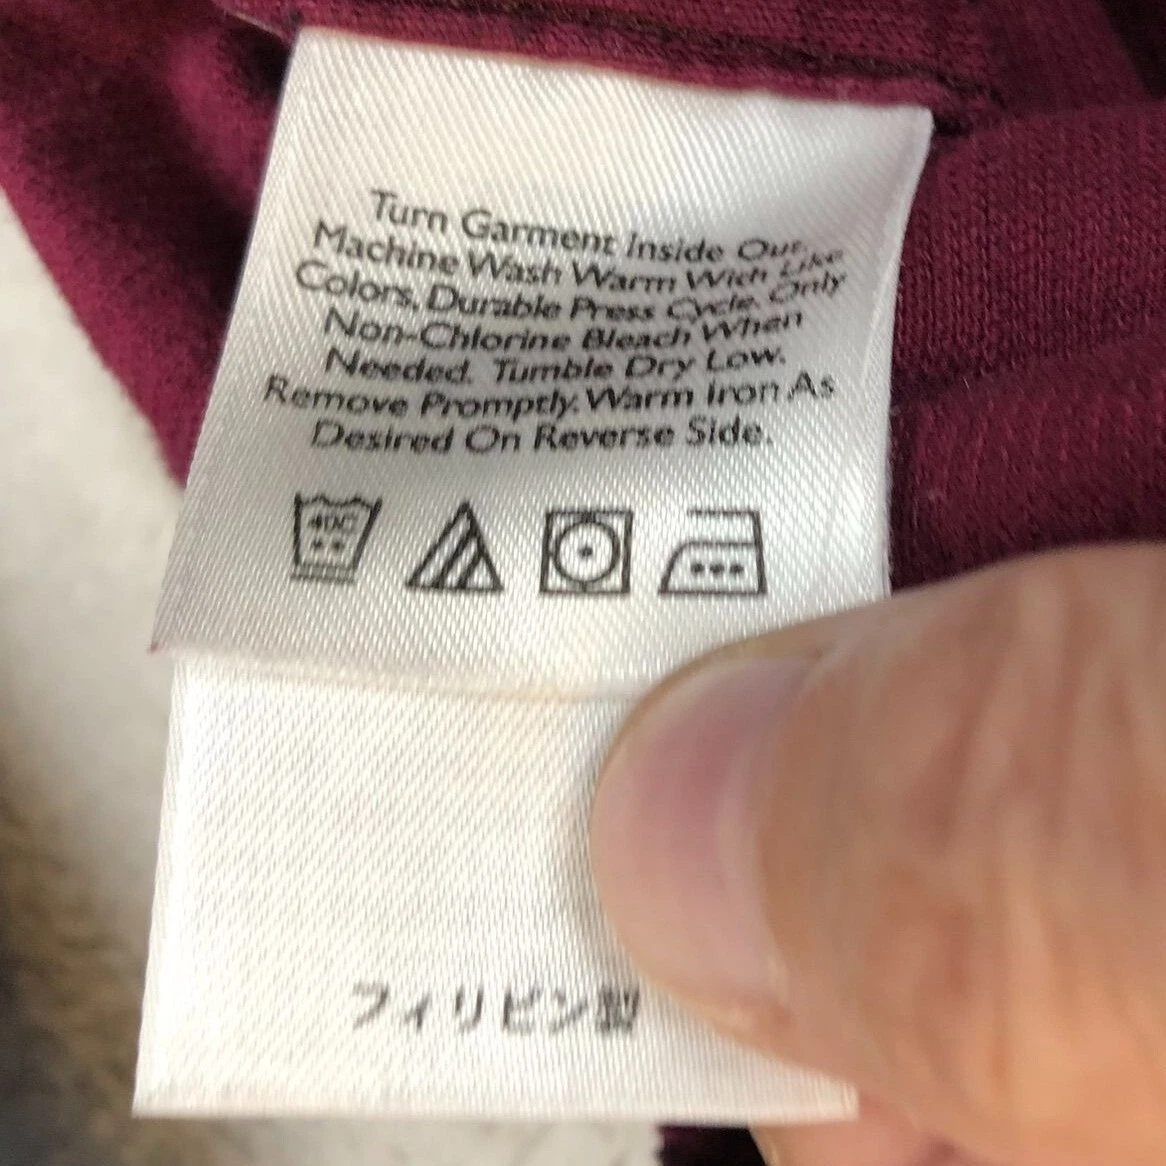 Turn Garment Inside Out.
Machine Wash Warm With Like
Colors. Durable Press Cycle. Only
Non-Chlorine Bleach When
Needed. Tumble Dry Low.
Remove Promptly. Warm Iron As
Desired On Reverse Side.
40C
フィリピン製